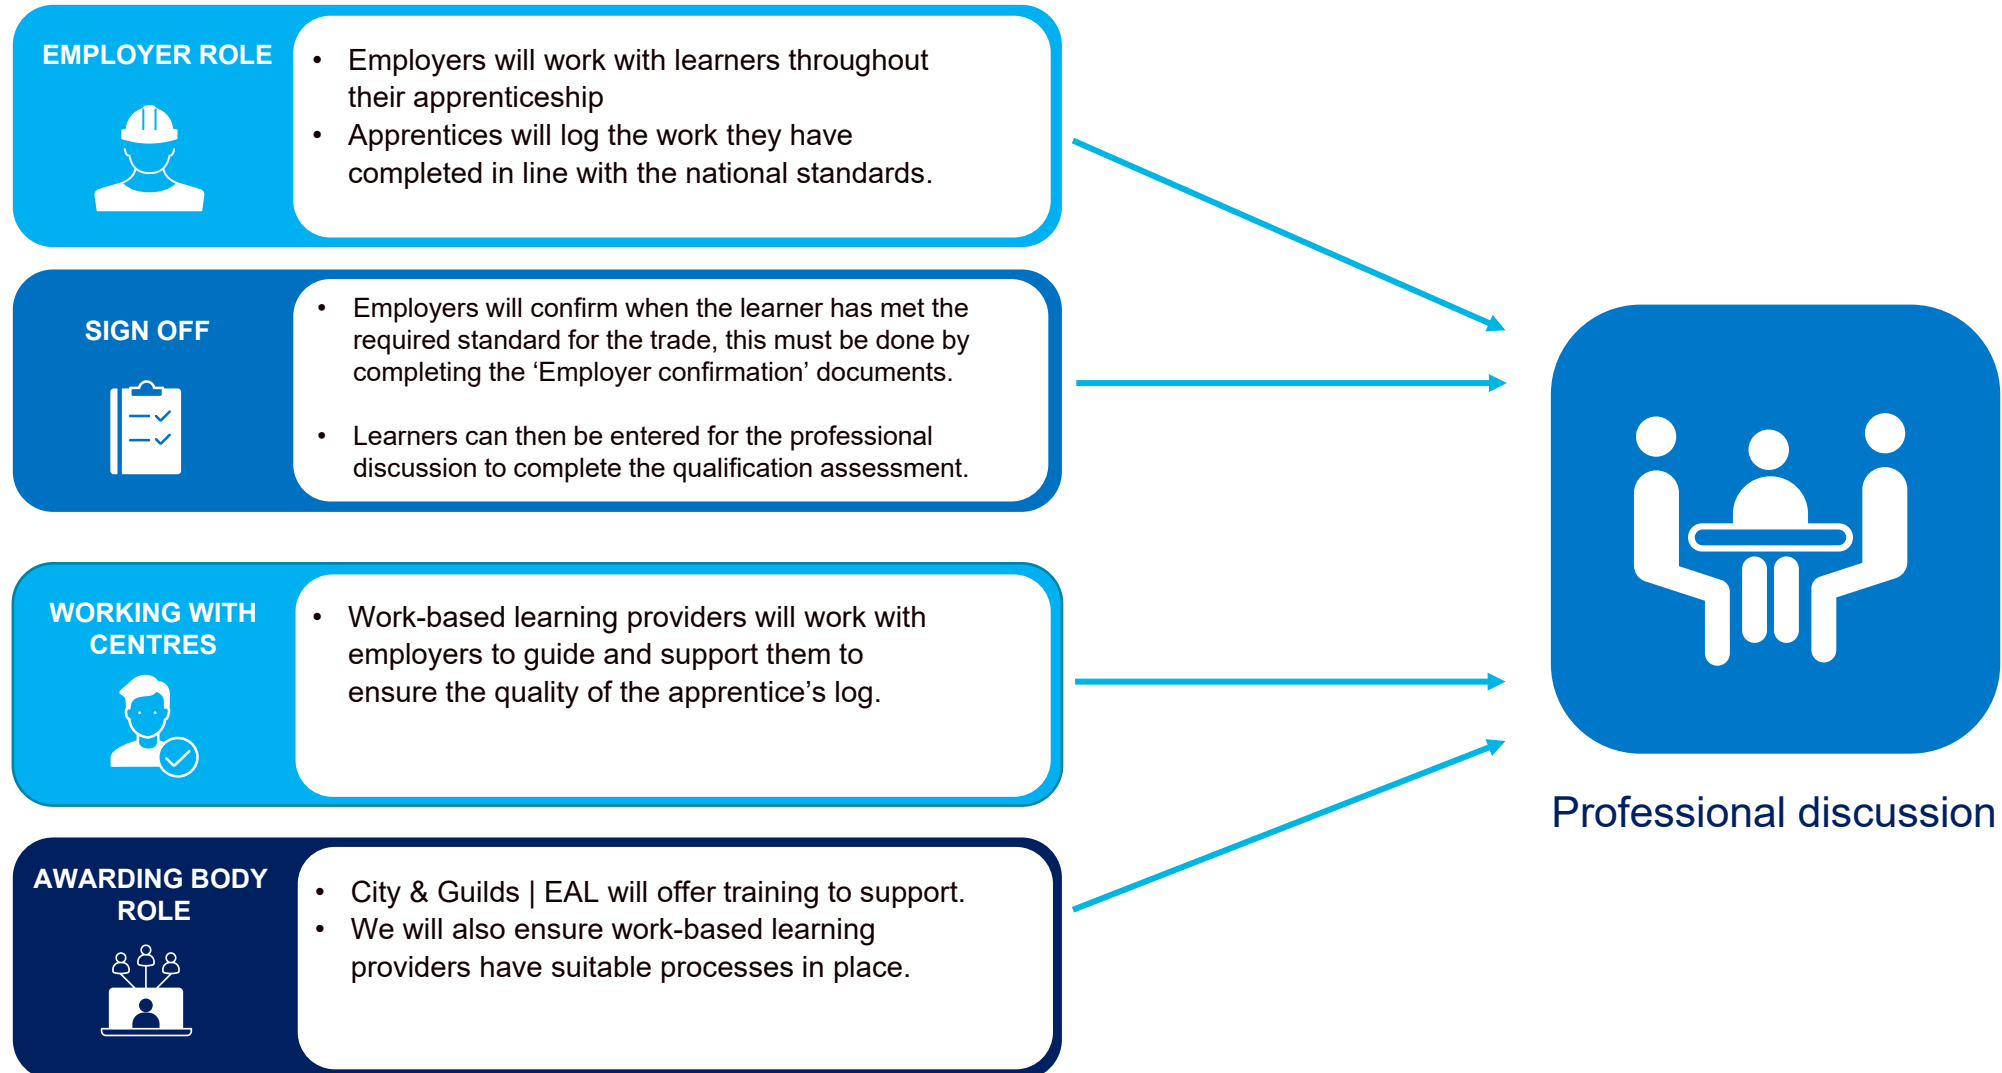 EMPLOYER ROLE
• Employers will work with learners throughout
their apprenticeship
• Apprentices will log the work they have
completed in line with the national standards.
SIGN OFF
• Employers will confirm when the learner has met the
required standard for the trade, this must be done by
completing the ‘Employer confirmation’ documents.
• Learners can then be entered for the professional
discussion to complete the qualification assessment.
WORKING WITH
CENTRES
• Work-based learning providers will work with
employers to guide and support them to
ensure the quality of the apprentice’s log.
AWARDING BODY
ROLE
• City & Guilds | EAL will offer training to support.
• We will also ensure work-based learning
providers have suitable processes in place.
Professional discussion